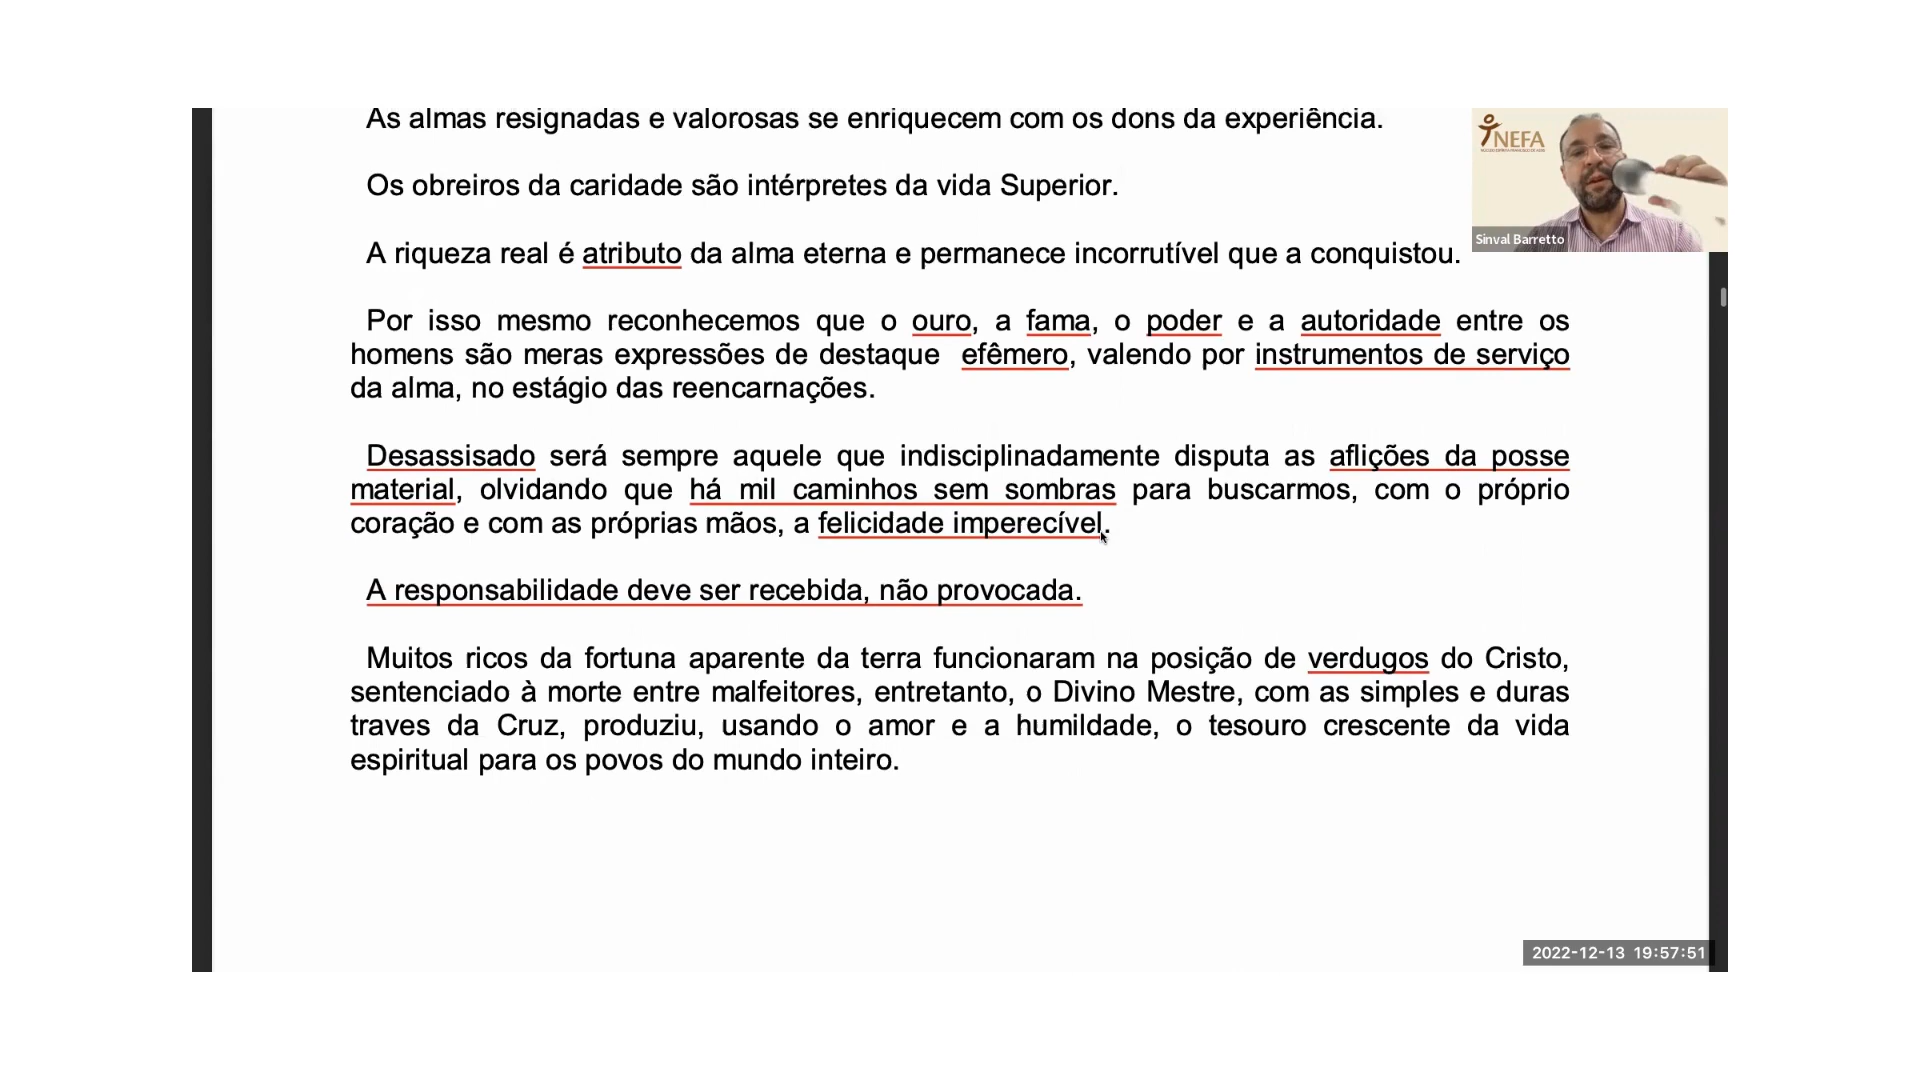 As almas resignadas e valorosas se enriquecem com os dons da experiência.
NEFA
Os obreiros da caridade são intérpretes da vida Superior.
Sinval Barretto
A riqueza real é atributo da alma eterna e permanece incorrutível que a conquistou.
Por isso mesmo reconhecemos que o ouro, a fama, o poder e a autoridade entre os
homens são meras expressões de destaque efêmero, valendo por instrumentos de serviço
da alma, no estágio das reencarnações.
Desassisado será sempre aquele que indisciplinadamente disputa as aflições da posse
material, olvidando que há mil caminhos sem sombras para buscarmos, com o próprio
coração e com as próprias mãos, a felicidade imperecível.
A responsabilidade deve ser recebida, não provocada.
Muitos ricos da fortuna aparente da terra funcionaram na posição de verdugos do Cristo,
sentenciado à morte entre malfeitores, entretanto, o Divino Mestre, com as simples e duras
traves da Cruz, produziu, usando o amor e a humildade, o tesouro crescente da vida
espiritual para os povos do mundo inteiro.
2022-12-13 19:57:51